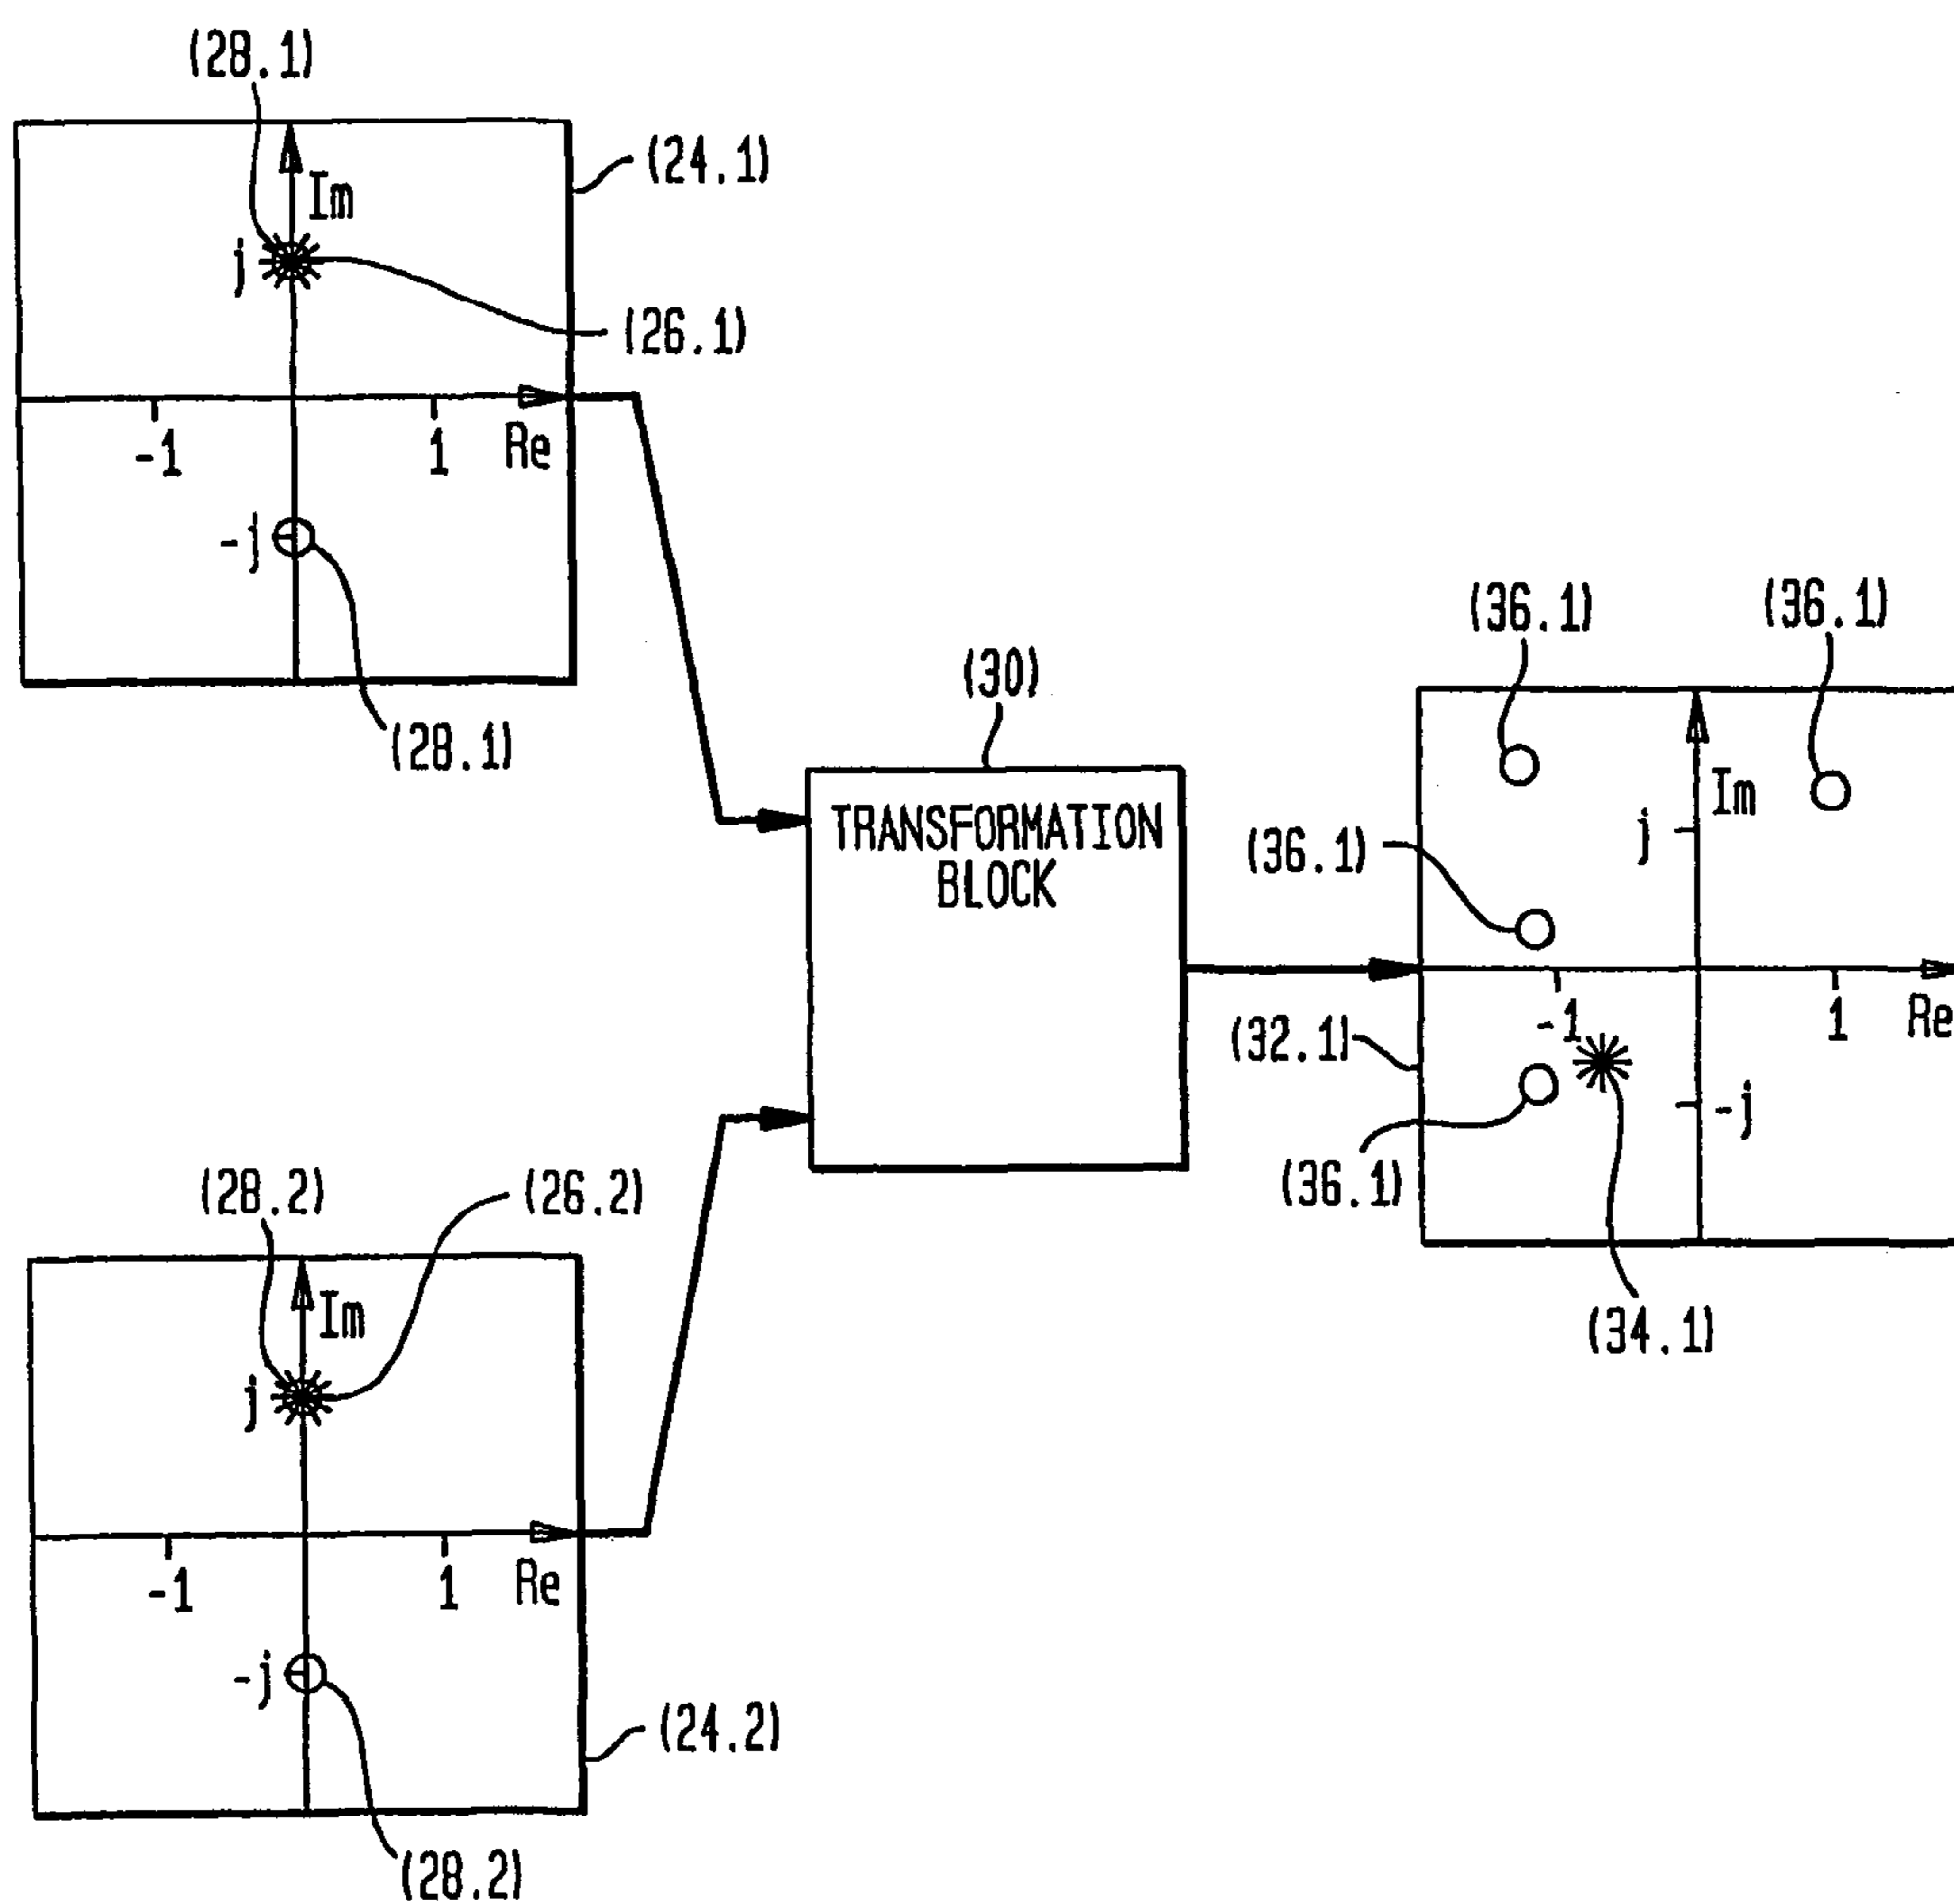 (28.1)
(24.1)
Im
j
(26.1)
-1
1
Re
-j
(28.1)
(30)
TRANSFORMATION
BLOCK
(36.1)
(36.1)
Im
j
(36.1)
-1
1
Re
(32.1)
-j
(36.1)
(34.1)
(28.2)
(26.2)
Im
j
-1
1
Re
-j
(24.2)
(28.2)